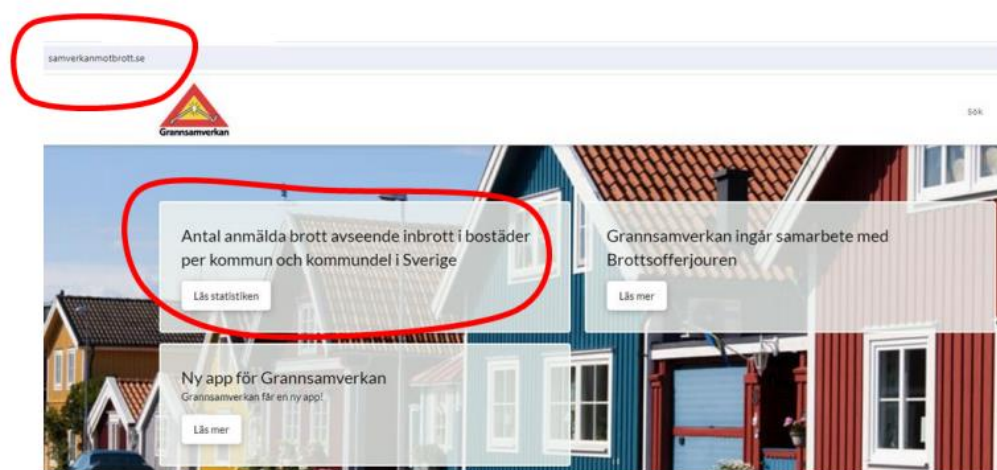 samverkanmotbrott.se
Grannsamverkan
Sök
Antal anmälda brott avseende inbrott i bostäder
per kommun och kommundel i Sverige
Läs statistiken
Grannsamverkan ingår samarbete med
Brottsofferjouren
Läs mer
Ny app för Grannsamverkan
Grannsamverkan får en ny app!
Läs mer